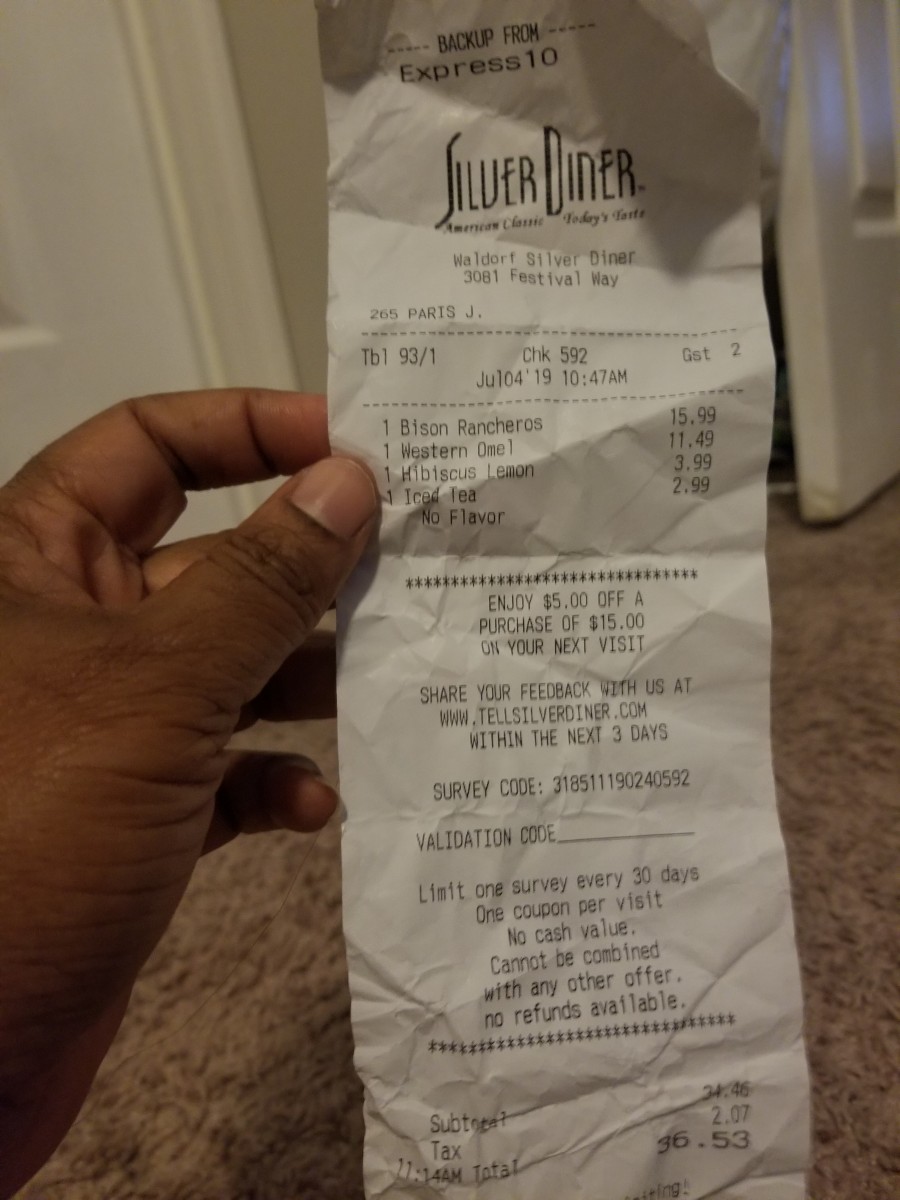 ----- BACKUP FROM -----
Express10
SILVER DINER
American Classic Today's Taste
Waldorf Silver Diner
3081 Festival Way
265 PARIS J.
Tbl 93/1 Chk 592 Gst 2
Jul04'19 10:47AM
1 Bison Rancheros 15.99
1 Western Omel 11.49
1 Hibiscus Lemon 3.99
1 Iced Tea 2.99
No Flavor
********************************
ENJOY $5.00 OFF A
PURCHASE OF $15.00
ON YOUR NEXT VISIT
SHARE YOUR FEEDBACK WITH US AT
WWW.TELLSILVERDINER.COM
WITHIN THE NEXT 3 DAYS
SURVEY CODE: 318511190240592
VALIDATION CODE_______________
Limit one survey every 30 days
One coupon per visit
No cash value.
Cannot be combined
with any other offer.
no refunds available.
**********************************
Subtotal 34.46
Tax 2.07
11:14AM Total 36.53